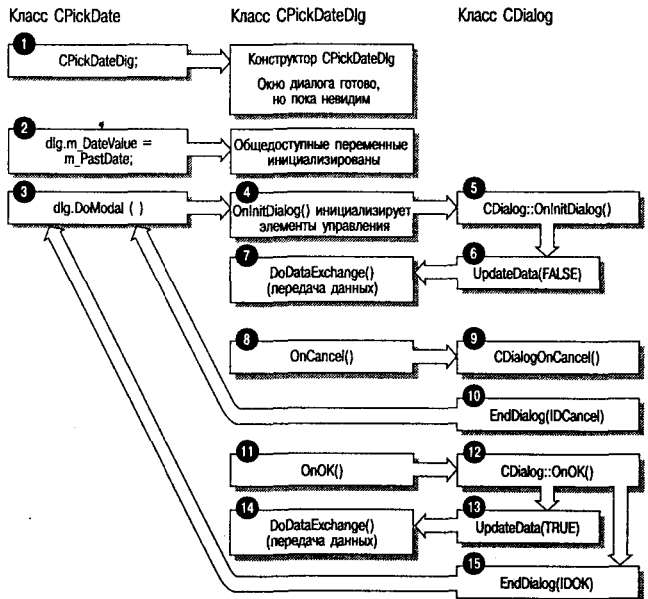 Класс CPickDate
Класс CPickDateDlg
Класс CDialog
1
CPickDateDlg;
Конструктор CPickDateDlg
Окно диалога готово,
но пока невидим
2
dlg.m_DateValue =
m_PastDate;
Общедоступные переменные
инициализированы
3
dlg.DoModal ( )
4
OnInitDialog() инициализирует
элементы управления
5
CDialog::OnInitDialog()
6
UpdateData(FALSE)
7
DoDataExchange()
(передача данных)
8
OnCancel()
9
CDialogOnCancel()
10
EndDialog(IDCancel)
11
OnOK()
12
CDialog::OnOK()
13
UpdateData(TRUE)
14
DoDataExchange()
(передача данных)
15
EndDialog(IDOK)